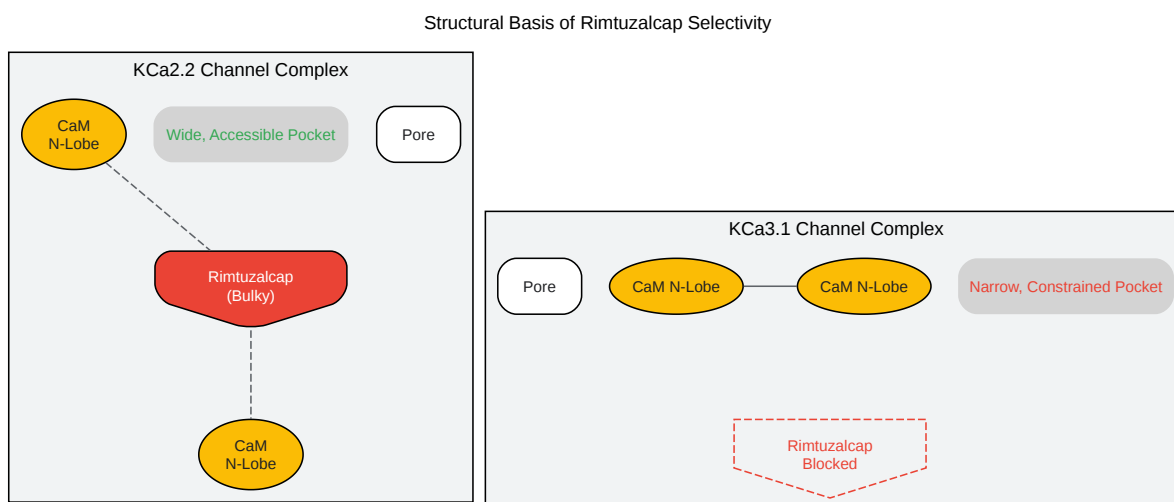 Structural Basis of Rimtuzalcap Selectivity
KCa2.2 Channel Complex
CaM
N-Lobe
Wide, Accessible Pocket
Pore
Rimtuzalcap
(Bulky)
CaM
N-Lobe
KCa3.1 Channel Complex
Pore
CaM N-Lobe
CaM N-Lobe
Narrow, Constrained Pocket
Rimtuzalcap
Blocked